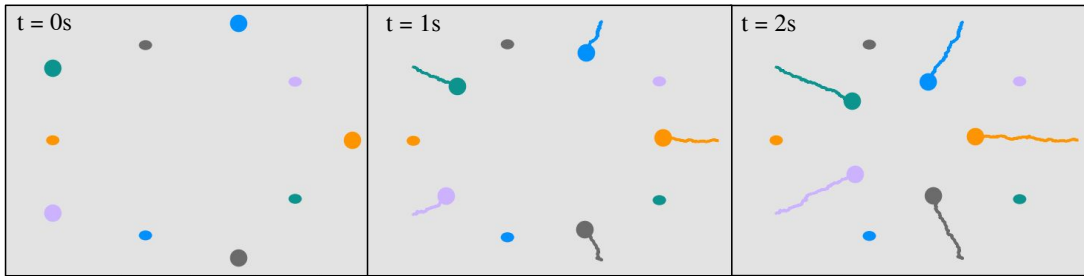 t = 0s
t = 1s
t = 2s